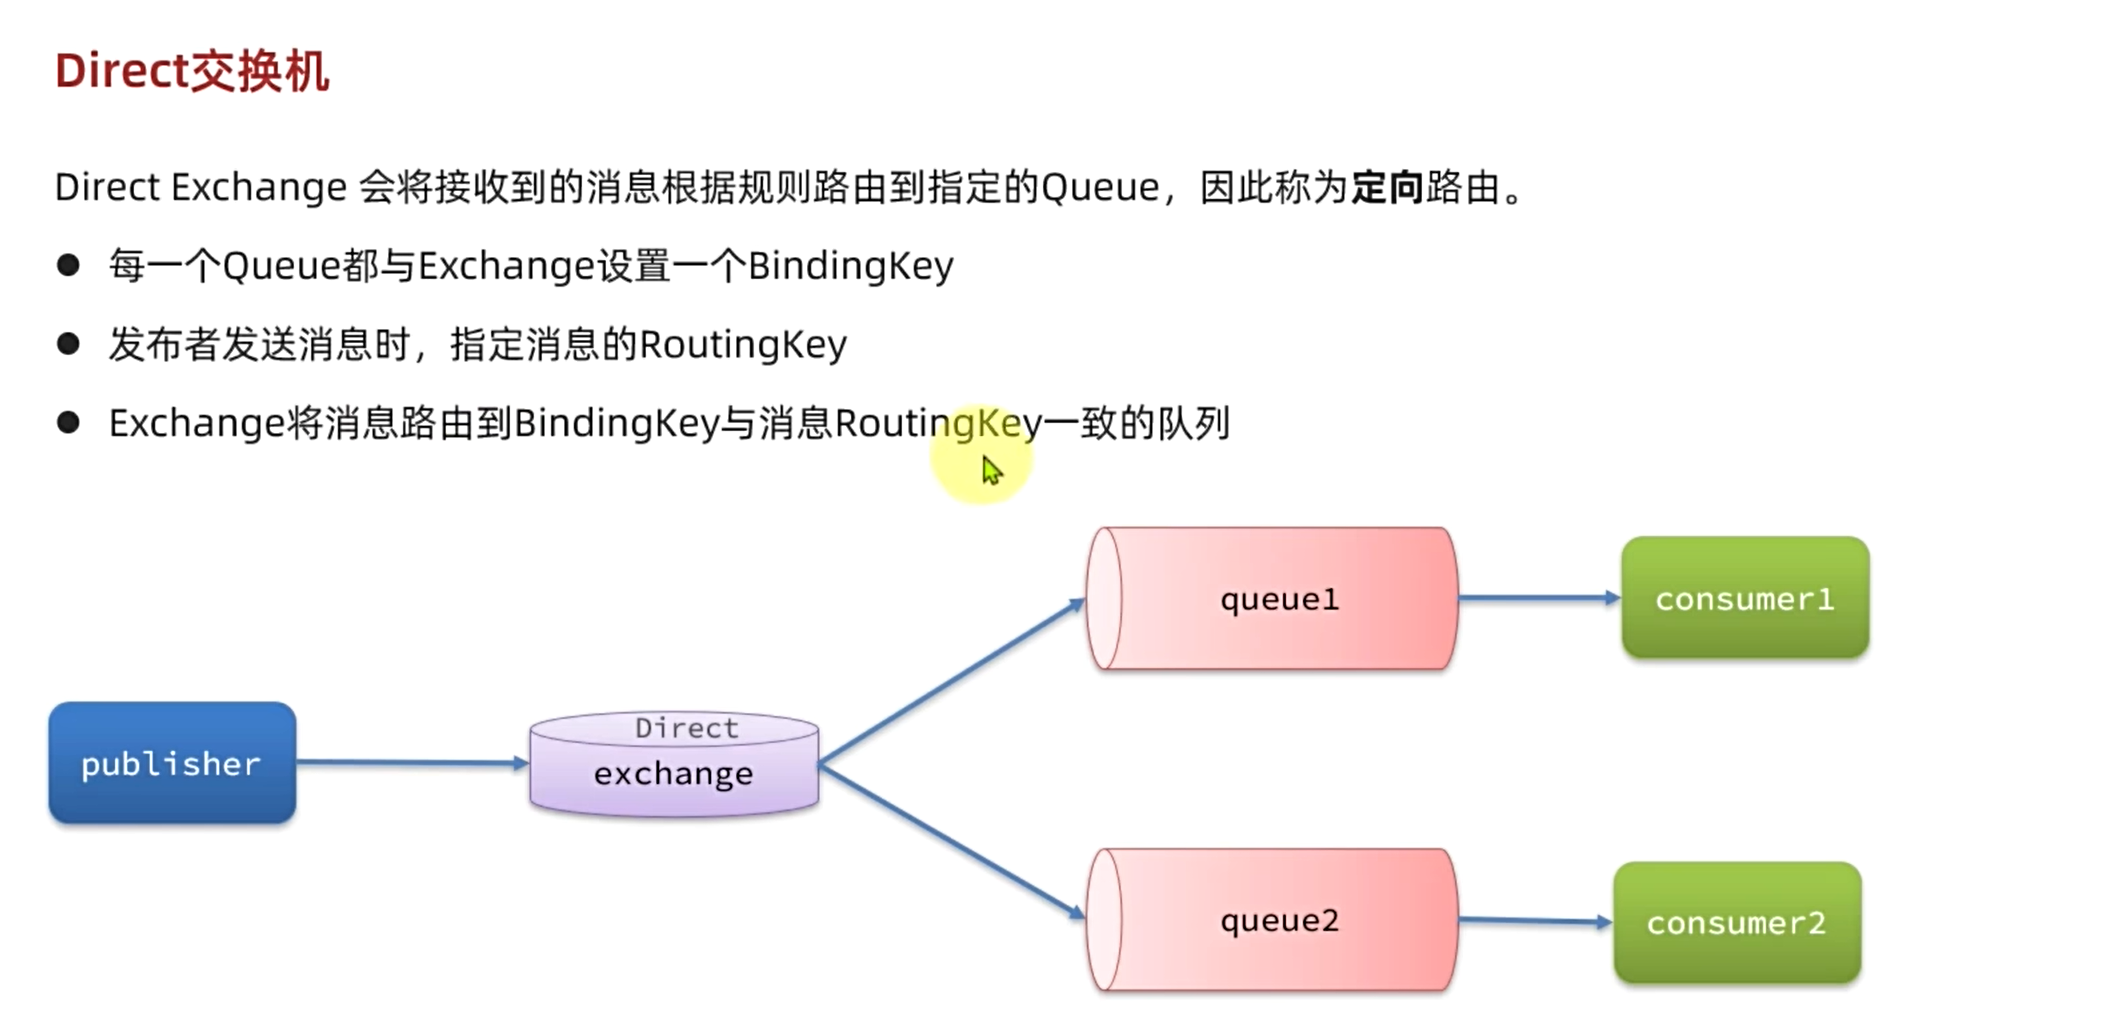 Direct交换机
Direct Exchange 会将接收到的消息根据规则路由到指定的Queue，因此称为定向路由。
● 每一个Queue都与Exchange设置一个BindingKey
● 发布者发送消息时，指定消息的RoutingKey
● Exchange将消息路由到BindingKey与消息RoutingKey一致的队列
queue1
consumer1
Direct
publisher
exchange
queue2
consumer2